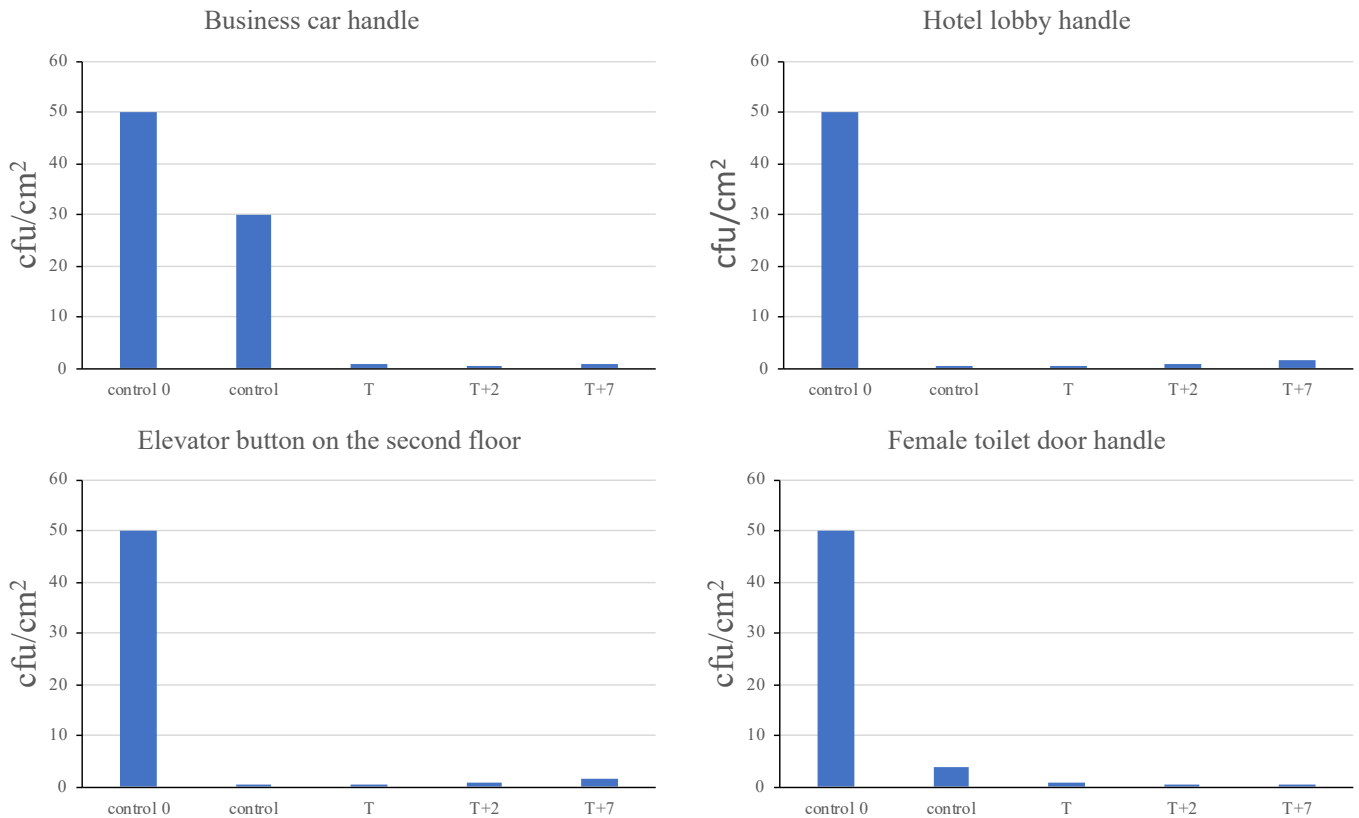 Business car handle
60
50
40
30
20
10
0
cfu/cm²
control 0 control T T+2 T+7
Hotel lobby handle
60
50
40
30
20
10
0
cfu/cm²
control 0 control T T+2 T+7
Elevator button on the second floor
60
50
40
30
20
10
0
cfu/cm²
control 0 control T T+2 T+7
Female toilet door handle
60
50
40
30
20
10
0
cfu/cm²
control 0 control T T+2 T+7